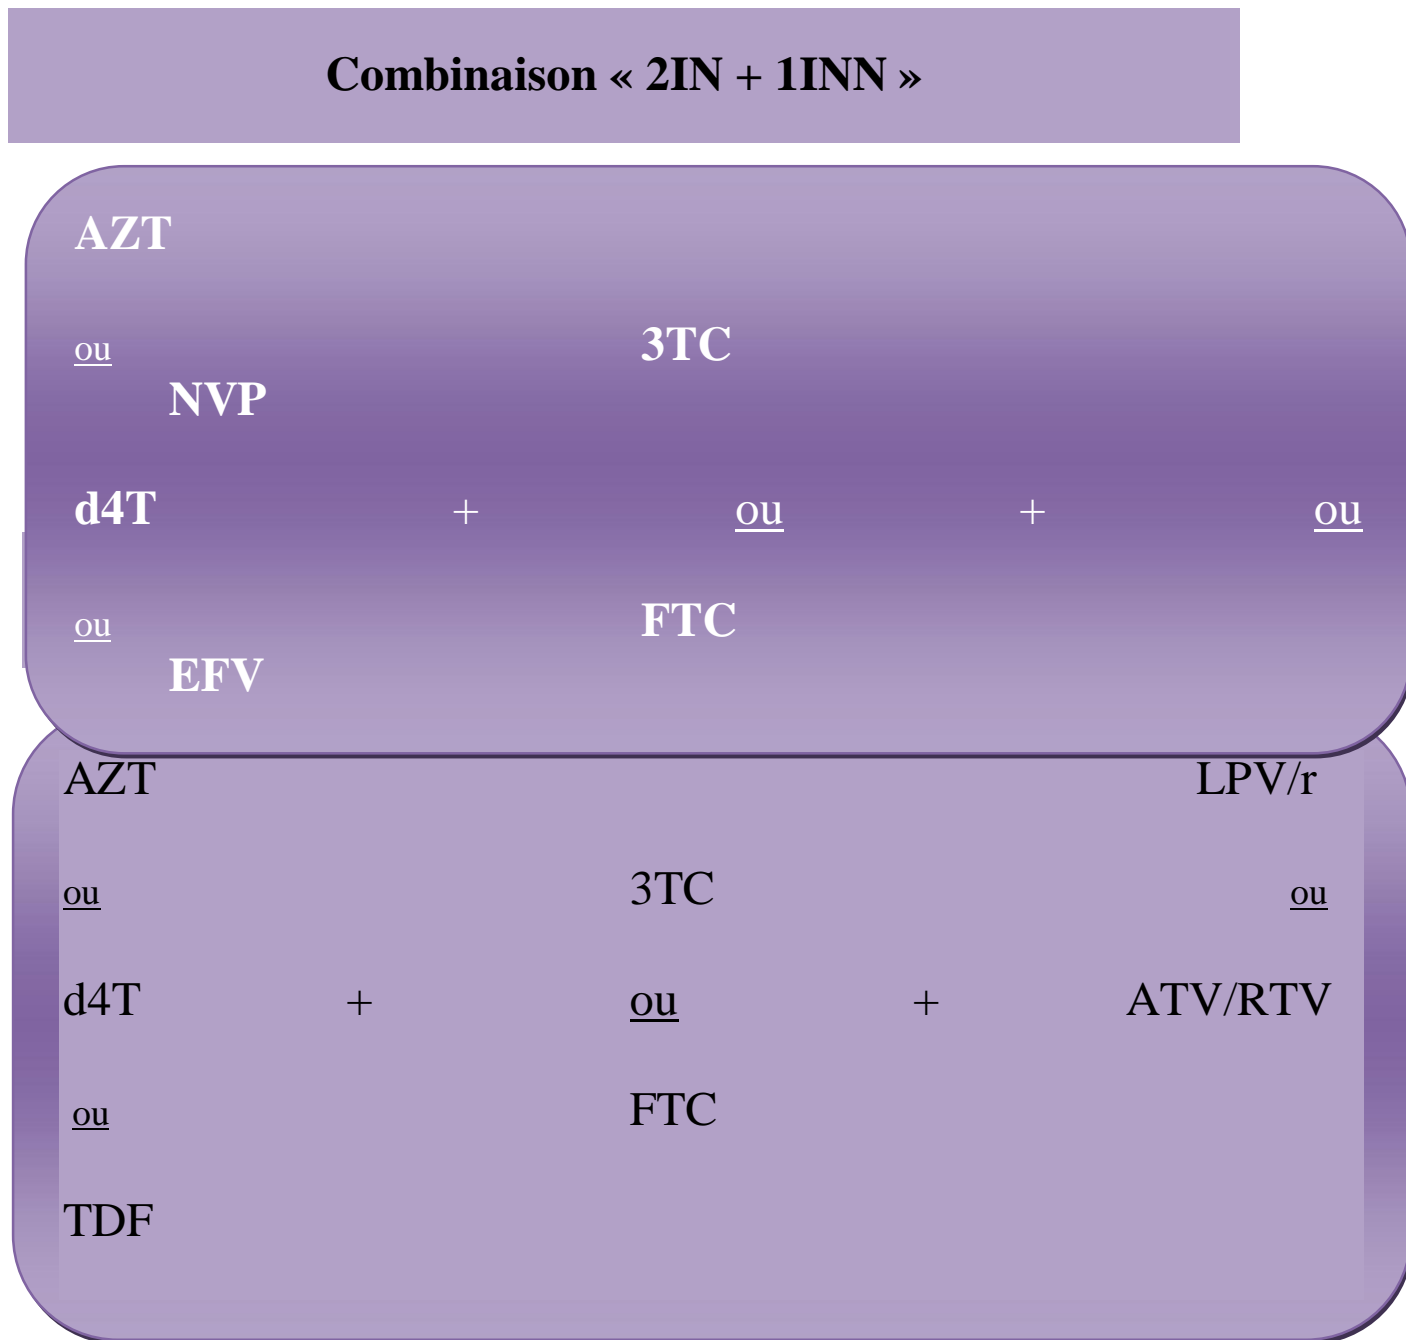 Combinaison « 2IN + 1INN »
AZT
ou 3TC
NVP
d4T + ou + ou
ou FTC
EFV
AZT LPV/r
ou 3TC ou
d4T + ou + ATV/RTV
ou FTC
TDF